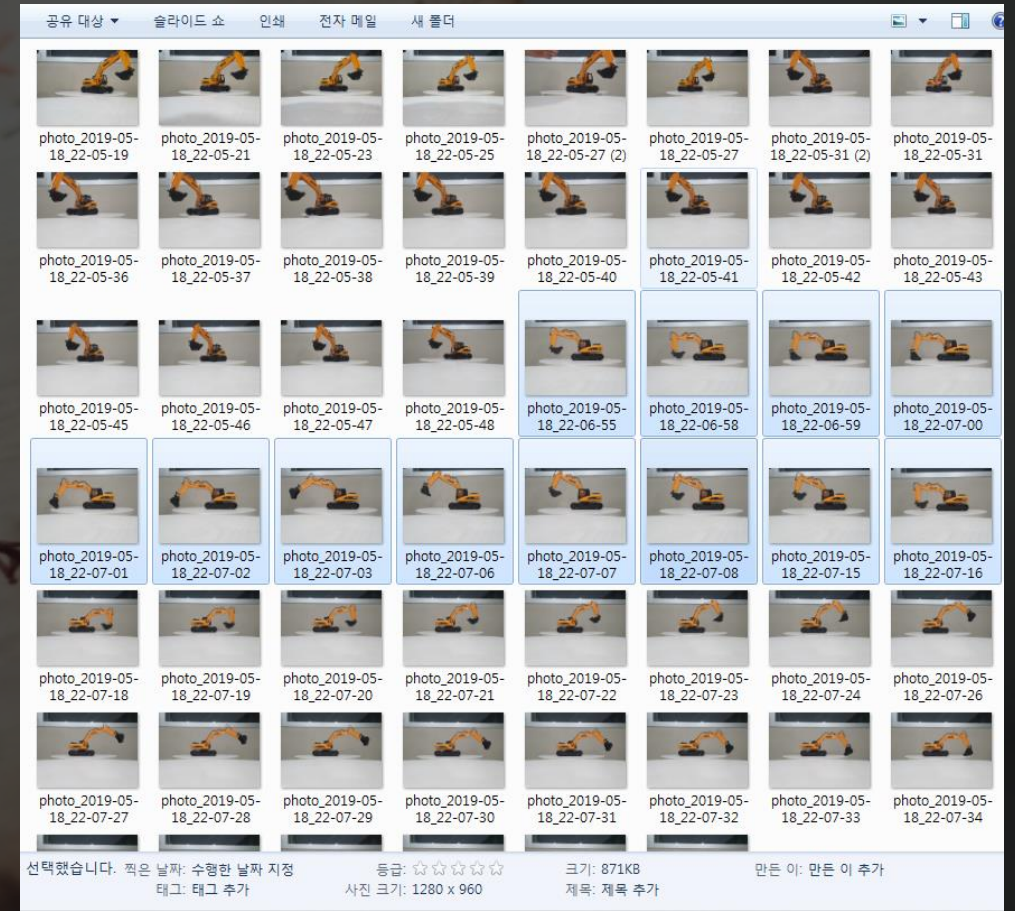 공유 대상 슬라이드 쇼 인쇄 전자 메일 새 폴더
photo_2019-05-18_22-05-19
photo_2019-05-18_22-05-21
photo_2019-05-18_22-05-23
photo_2019-05-18_22-05-25
photo_2019-05-18_22-05-27 (2)
photo_2019-05-18_22-05-27
photo_2019-05-18_22-05-31 (2)
photo_2019-05-18_22-05-31
photo_2019-05-18_22-05-36
photo_2019-05-18_22-05-37
photo_2019-05-18_22-05-38
photo_2019-05-18_22-05-39
photo_2019-05-18_22-05-40
photo_2019-05-18_22-05-41
photo_2019-05-18_22-05-42
photo_2019-05-18_22-05-43
photo_2019-05-18_22-05-45
photo_2019-05-18_22-05-46
photo_2019-05-18_22-05-47
photo_2019-05-18_22-05-48
photo_2019-05-18_22-06-55
photo_2019-05-18_22-06-58
photo_2019-05-18_22-06-59
photo_2019-05-18_22-07-00
photo_2019-05-18_22-07-01
photo_2019-05-18_22-07-02
photo_2019-05-18_22-07-03
photo_2019-05-18_22-07-06
photo_2019-05-18_22-07-07
photo_2019-05-18_22-07-08
photo_2019-05-18_22-07-15
photo_2019-05-18_22-07-16
photo_2019-05-18_22-07-18
photo_2019-05-18_22-07-19
photo_2019-05-18_22-07-20
photo_2019-05-18_22-07-21
photo_2019-05-18_22-07-22
photo_2019-05-18_22-07-23
photo_2019-05-18_22-07-24
photo_2019-05-18_22-07-26
photo_2019-05-18_22-07-27
photo_2019-05-18_22-07-28
photo_2019-05-18_22-07-29
photo_2019-05-18_22-07-30
photo_2019-05-18_22-07-31
photo_2019-05-18_22-07-32
photo_2019-05-18_22-07-33
photo_2019-05-18_22-07-34
선택했습니다. 찍은 날짜: 수행한 날짜 지정 등급: 크기: 871KB 만든 이: 만든 이 추가
태그: 태그 추가 사진 크기: 1280 x 960 제목: 제목 추가